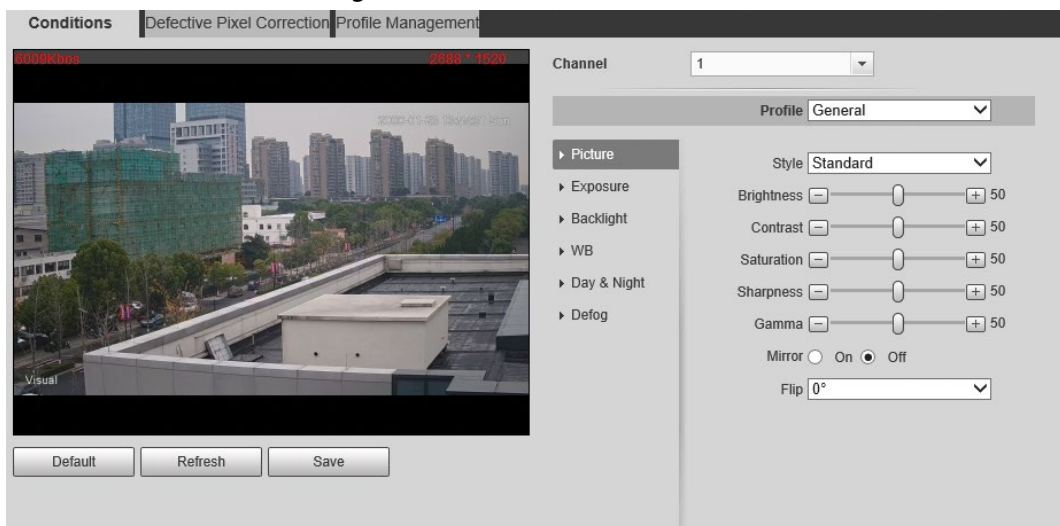 Conditions
Defective Pixel Correction
Profile Management
6009Kbps
2688 * 1520
Visual
Default
Refresh
Save
Channel
1
Profile General
Picture
Exposure
Backlight
WB
Day & Night
Defog
Style Standard
Brightness - + 50
Contrast - + 50
Saturation - + 50
Sharpness - + 50
Gamma - + 50
Mirror On Off
Flip 0°